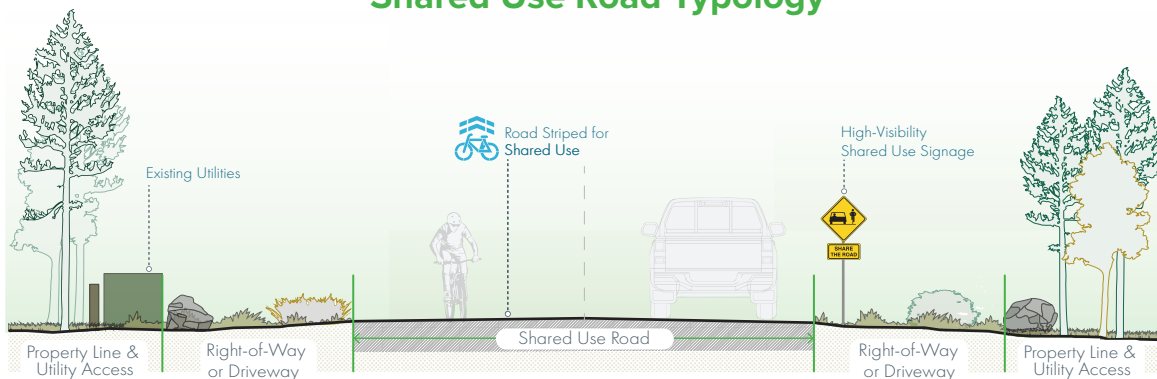 Shared Use Road Typology
Road Striped for
Shared Use
High-Visibility
Shared Use Signage
Existing Utilities
SHARE
THE ROAD
Shared Use Road
Property Line &
Utility Access
Right-of-Way
or Driveway
Right-of-Way
or Driveway
Property Line &
Utility Access